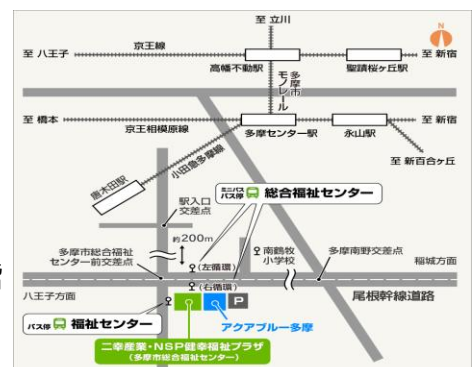 至 立川
至 八王子
京王線
高幡不動駅
聖蹟桜ヶ丘駅
至 新宿
多摩市
モノレール
至 橋本
京王相模原線
多摩センター駅
永山駅
至 新宿
至 新百合ヶ丘
小田急多摩線
唐木田駅
駅入口
交差点
ミニバス
バス停
総合福祉センター
約200m
多摩市総合福祉
センター前交差点
(左循環)
南鶴牧
小学校
多摩南野交差点
稲城方面
八王子方面
(右循環)
尾根幹線道路
バス停
福祉センター
P
アクアブルー多摩
二幸産業・NSP健幸福祉プラザ
(多摩市総合福祉センター)